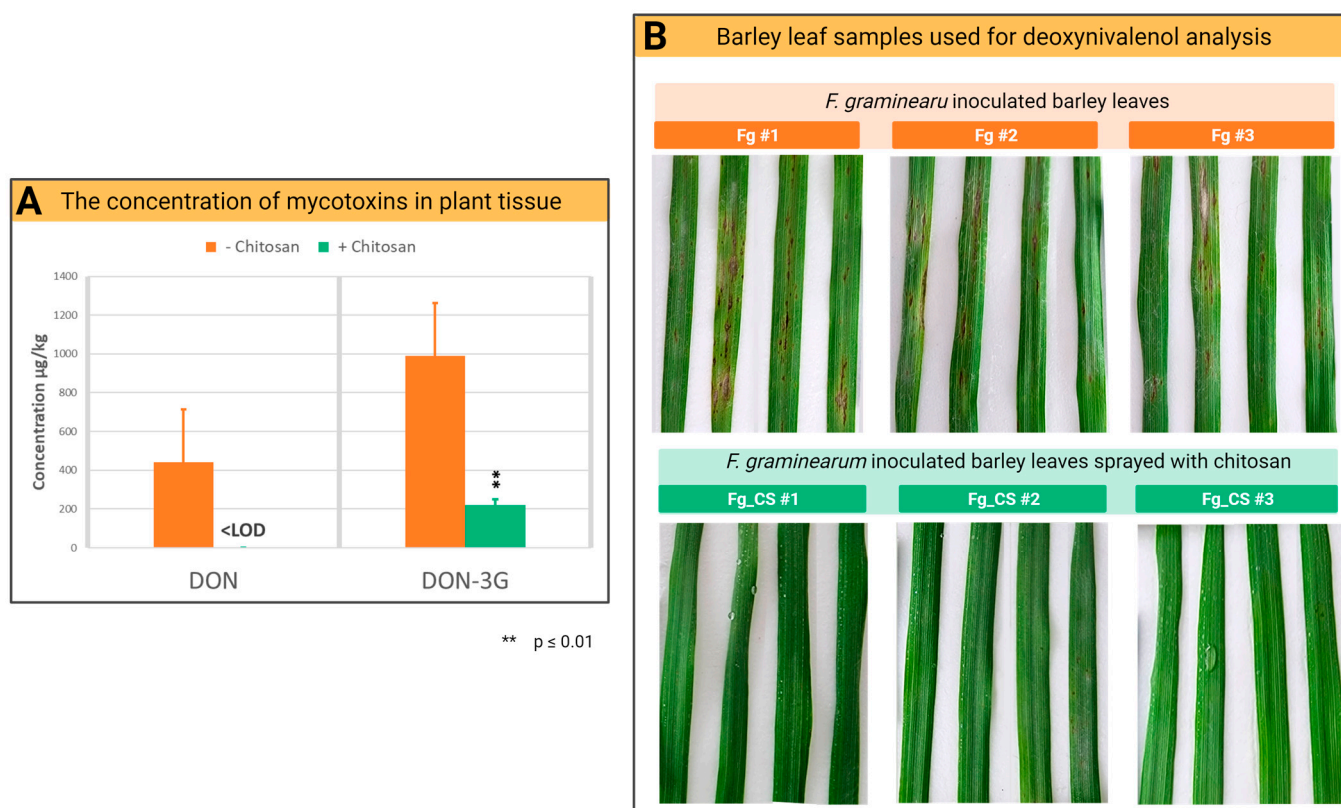 A The concentration of mycotoxins in plant tissue
- Chitosan + Chitosan
Concentration µg/kg
1400
1200
1000
800
600
400
200
0
<LOD
**
DON DON-3G
** p ≤ 0.01
B Barley leaf samples used for deoxynivalenol analysis
F. graminearu inoculated barley leaves
Fg #1 Fg #2 Fg #3
F. graminearum inoculated barley leaves sprayed with chitosan
Fg_CS #1 Fg_CS #2 Fg_CS #3